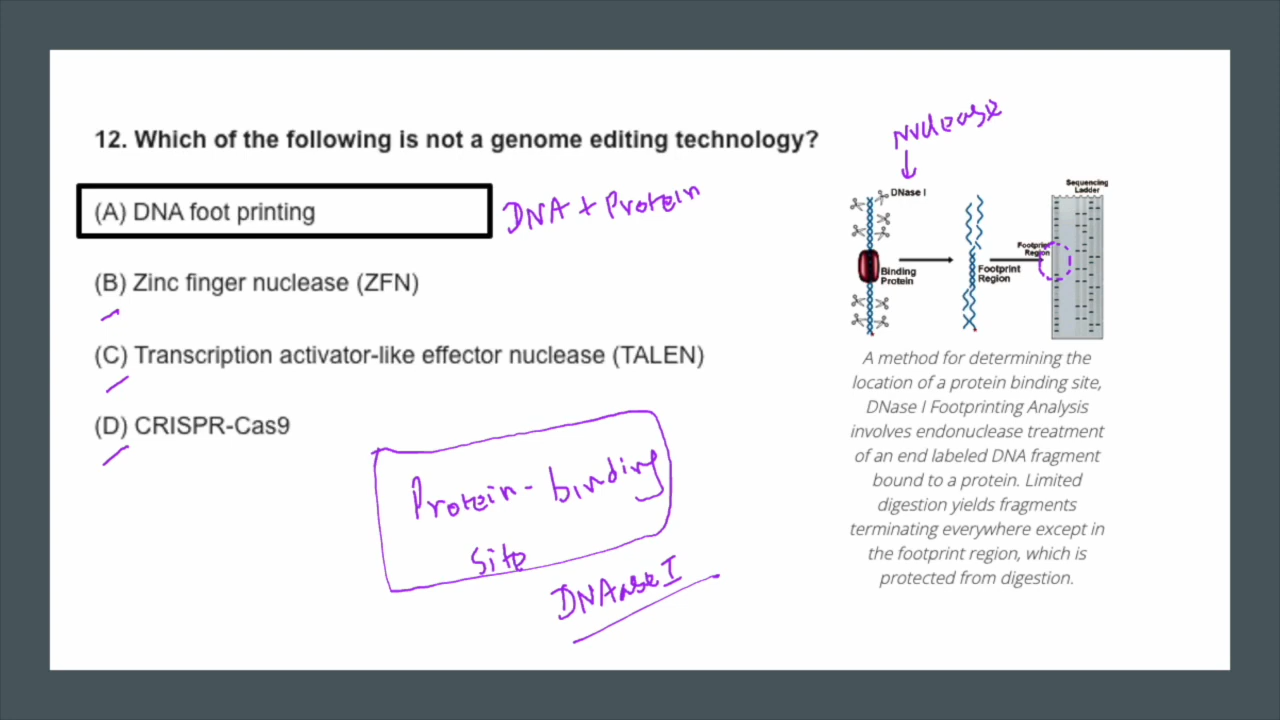 12. Which of the following is not a genome editing technology?
(A) DNA foot printing
DNA + Protein
(B) Zinc finger nuclease (ZFN)
(C) Transcription activator-like effector nuclease (TALEN)
(D) CRISPR-Cas9
Protein-binding
site
DNAase I
Nuclease
DNase I
Binding
Protein
Footprint
Region
Footprint
Region
Sequencing
Ladder
A method for determining the
location of a protein binding site,
DNase I Footprinting Analysis
involves endonuclease treatment
of an end labeled DNA fragment
bound to a protein. Limited
digestion yields fragments
terminating everywhere except in
the footprint region, which is
protected from digestion.